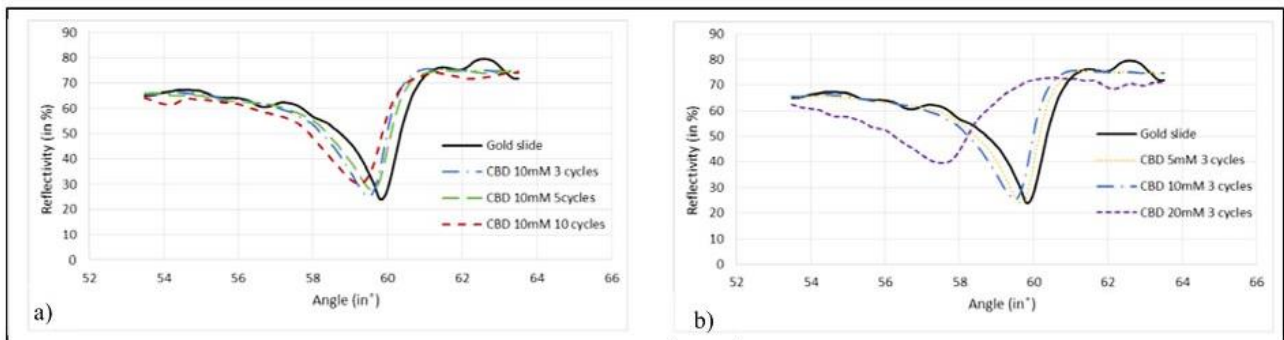 90
80
70
60
50
40
30
20
10
0
Reflectivity (in %)
Gold slide
CBD 10mM 3 cycles
CBD 10mM 5cycles
CBD 10mM 10 cycles
52 54 56 58 60 62 64 66
Angle (in˚)
a)
90
80
70
60
50
40
30
20
10
0
Reflectivity (in %)
Gold slide
CBD 5mM 3 cycles
CBD 10mM 3 cycles
CBD 20mM 3 cycles
52 54 56 58 60 62 64 66
Angle (in˚)
b)